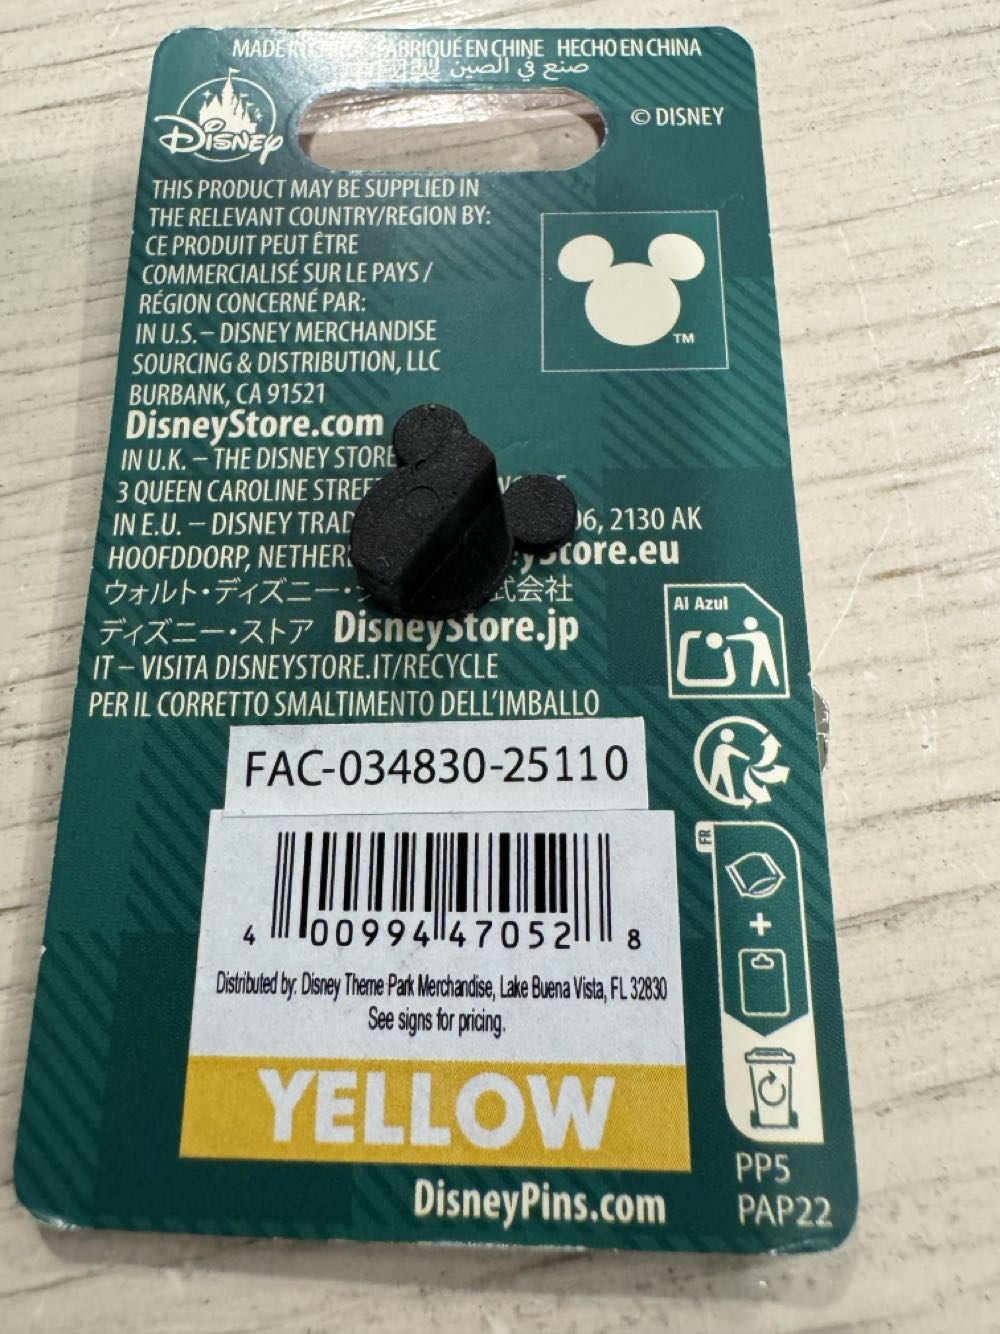 MADE IN CHINA FABRIQUÉ EN CHINE HECHO EN CHINA
صنع في الصين
Disney
© DISNEY
THIS PRODUCT MAY BE SUPPLIED IN
THE RELEVANT COUNTRY/REGION BY:
CE PRODUIT PEUT ÊTRE
COMMERCIALISÉ SUR LE PAYS /
RÉGION CONCERNÉ PAR:
IN U.S. – DISNEY MERCHANDISE
SOURCING & DISTRIBUTION, LLC
BURBANK, CA 91521
TM
DisneyStore.com
IN U.K. – THE DISNEY STORE
3 QUEEN CAROLINE
IN E.U. – DISNEY 2130 AK
HOOFDDORP,
ウォルト・ディズニー・ 式会社
ディズニー・ストア DisneyStore.jp
IT – VISITA DISNEYSTORE.IT/RECYCLE
PER IL CORRETTO SMALTIMENTO DELL'IMBALLO
Al Azul
FAC-034830-25110
FR
4 00994 47052 8
Distributed by: Disney Theme Park Merchandise, Lake Buena Vista, FL 32830
See signs for pricing.
YELLOW
DisneyPins.com
PP5
PAP22